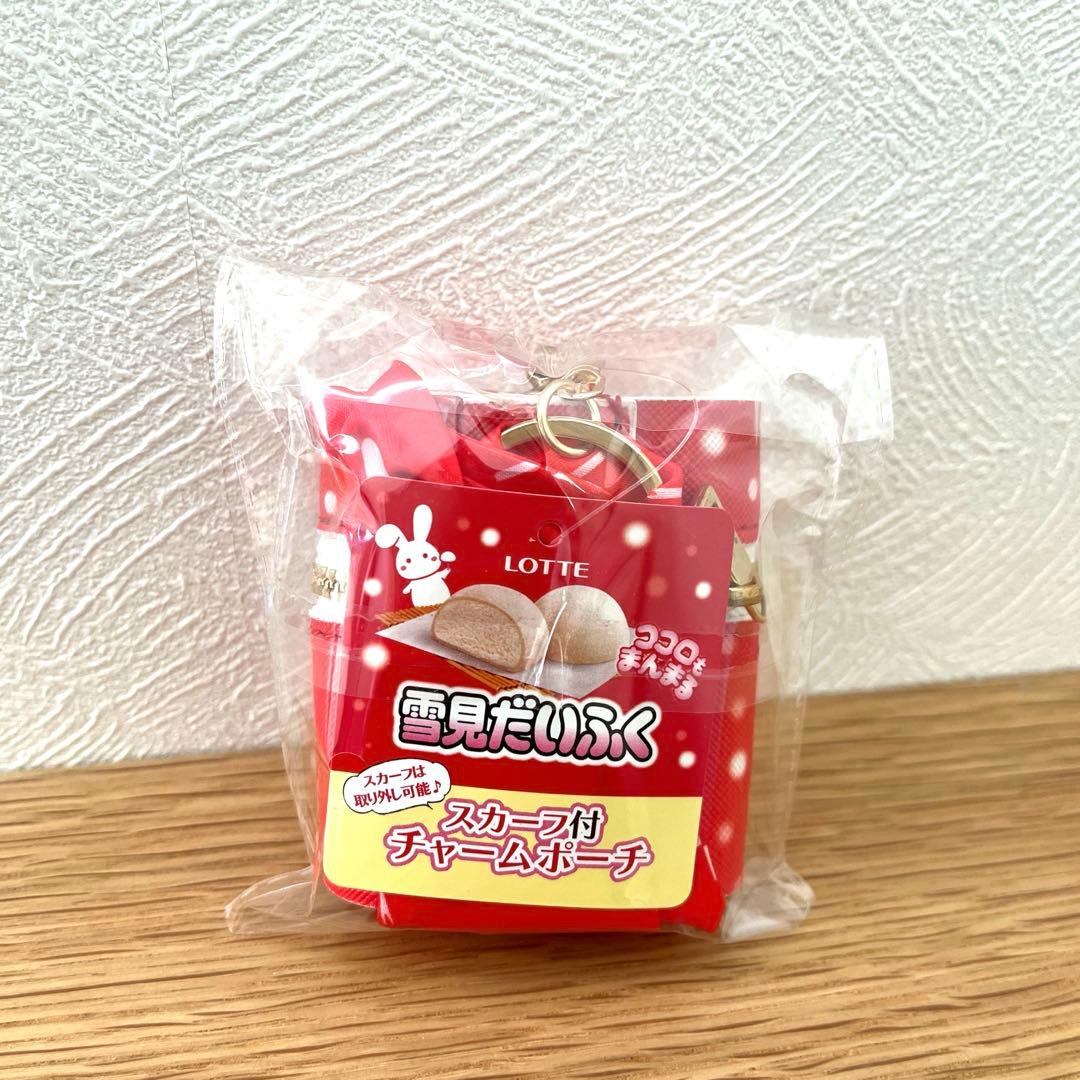 LOTTE
ココロも
まんまる
雪見だいふく
スカーフは
取り外し可能♪
スカーフ付
チャームポーチ